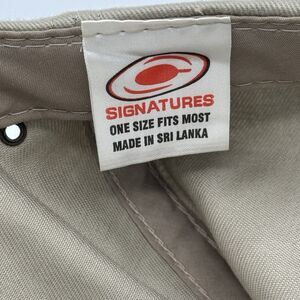 SIGNATURES
ONE SIZE FITS MOST
MADE IN SRI LANKA